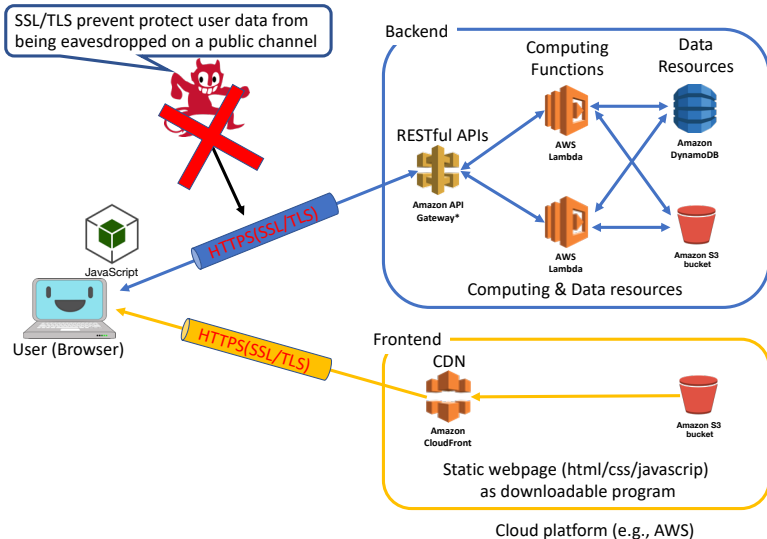 SSL/TLS prevent protect user data from
being eavesdropped on a public channel
Backend
Computing
Functions
Data
Resources
RESTful APIs
AWS
Lambda
Amazon
DynamoDB
Amazon API
Gateway*
HTTPS(SSL/TLS)
AWS
Lambda
Amazon S3
bucket
JavaScript
Computing & Data resources
User (Browser)
HTTPS(SSL/TLS)
Frontend
CDN
Amazon
CloudFront
Amazon S3
bucket
Static webpage (html/css/javascrip)
as downloadable program
Cloud platform (e.g., AWS)